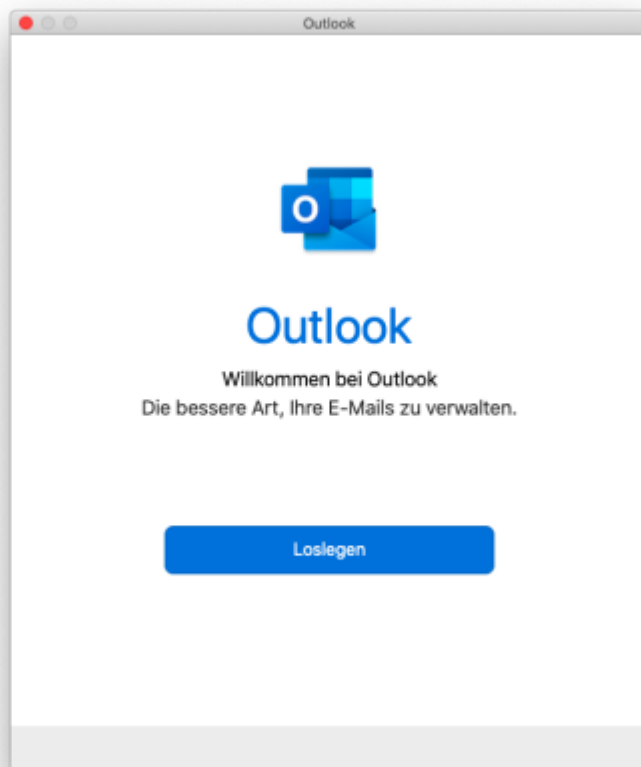 Outlook
O
Outlook
Willkommen bei Outlook
Die bessere Art, Ihre E-Mails zu verwalten.
Loslegen